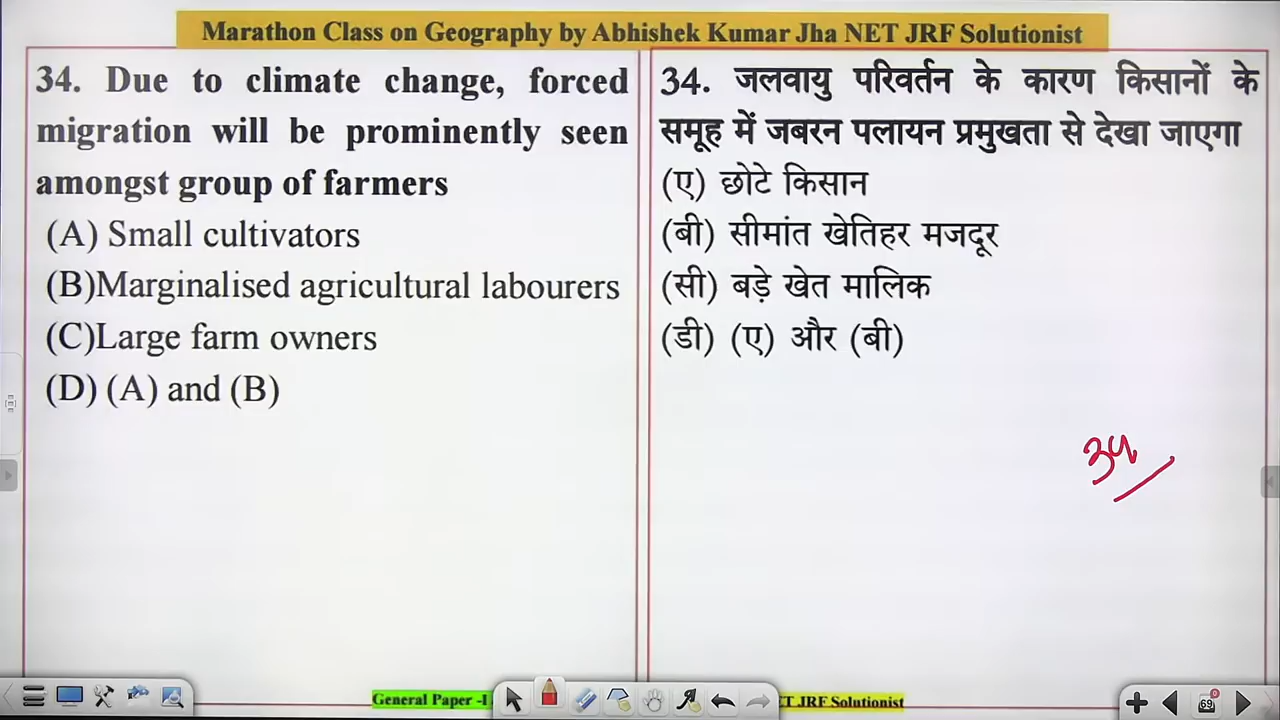 Marathon Class on Geography by Abhishek Kumar Jha NET JRF Solutionist
34. Due to climate change, forced
migration will be prominently seen
amongst group of farmers
(A) Small cultivators
(B)Marginalised agricultural labourers
(C)Large farm owners
(D) (A) and (B)
34. जलवायु परिवर्तन के कारण किसानों के
समूह में जबरन पलायन प्रमुखता से देखा जाएगा
(ए) छोटे किसान
(बी) सीमांत खेतिहर मजदूर
(सी) बड़े खेत मालिक
(डी) (ए) और (बी)
34
General Paper -I
ET JRF Solutionist
69